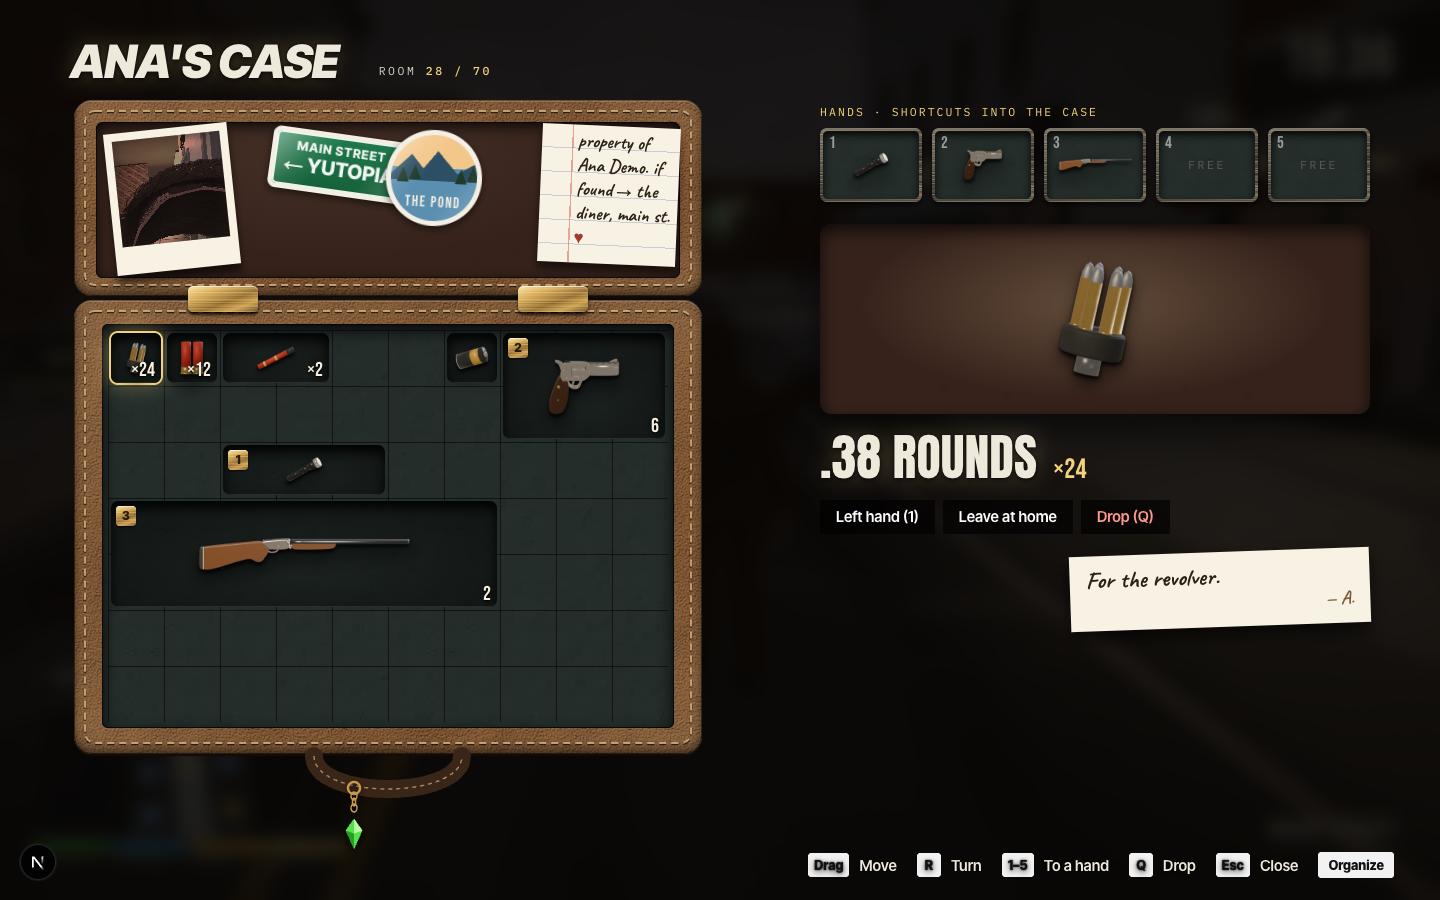 ANA'S CASE
ROOM 28 / 70
MAIN STREET
← YUTOPIA
THE POND
property of
Ana Demo. if
found → the
diner, main st.
♥
×24
×12
×2
2
6
1
3
2
HANDS · SHORTCUTS INTO THE CASE
1
2
3
4
FREE
5
FREE
.38 ROUNDS ×24
Left hand (1)
Leave at home
Drop (Q)
For the revolver.
– A.
Drag Move R Turn 1–5 To a hand Q Drop Esc Close Organize
N